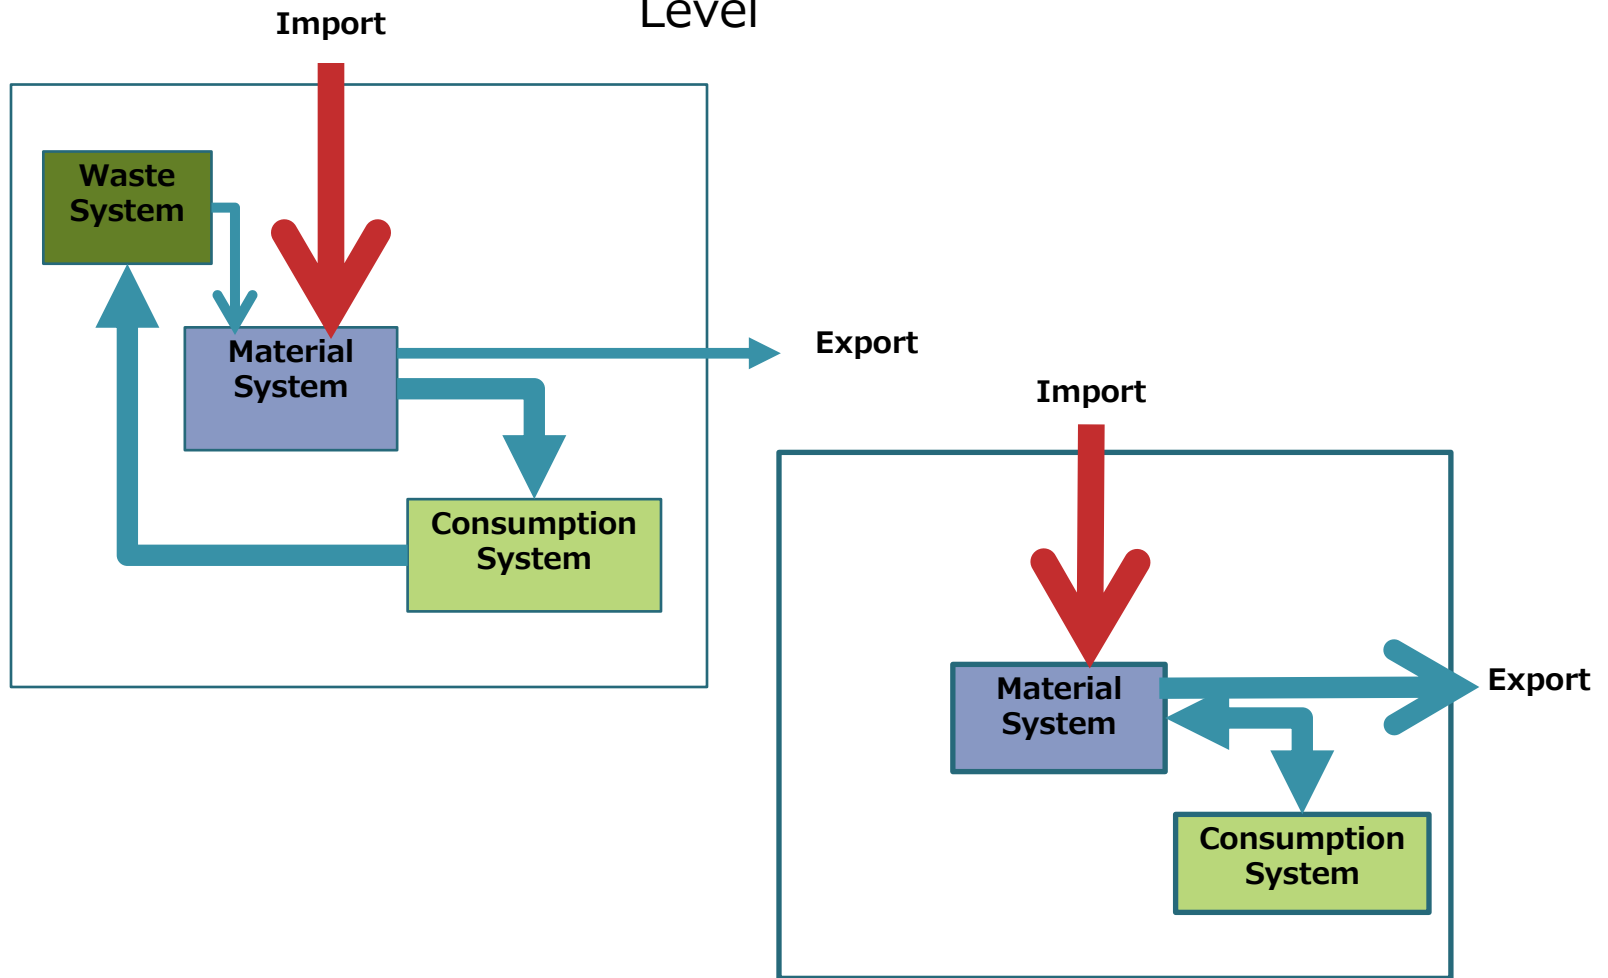 Level
Import
Waste
System
Material
System
Export
Consumption
System
Import
Material
System
Export
Consumption
System